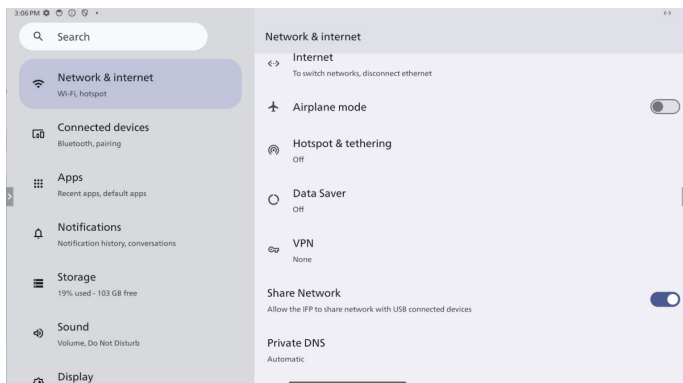 3:06 PM
Search
Network & internet
Wi-Fi, hotspot
Connected devices
Bluetooth, pairing
Apps
Recent apps, default apps
Notifications
Notification history, conversations
Storage
19% used - 103 GB free
Sound
Volume, Do Not Disturb
Display
Network & internet
Internet
To switch networks, disconnect ethernet
Airplane mode
Hotspot & tethering
Off
Data Saver
Off
VPN
None
Share Network
Allow the IFP to share network with USB connected devices
Private DNS
Automatic